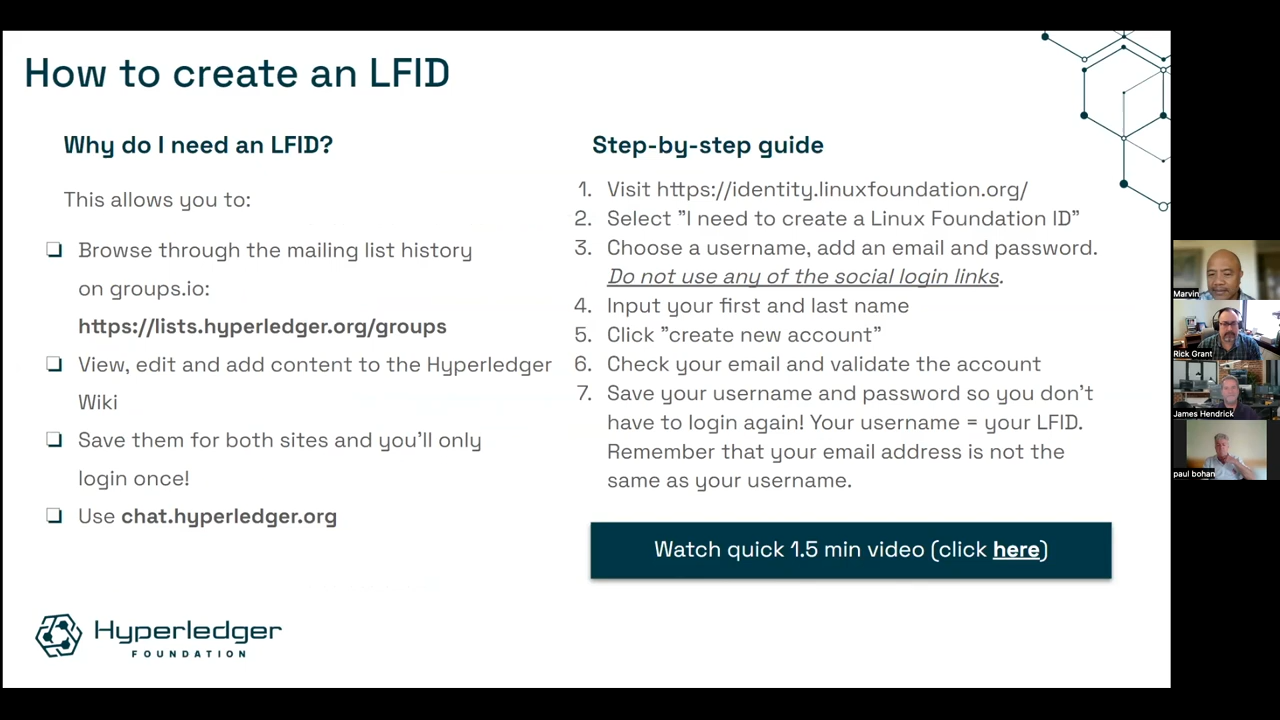 How to create an LFID
Why do I need an LFID?
This allows you to:
❏ Browse through the mailing list history
on groups.io:
https://lists.hyperledger.org/groups
❏ View, edit and add content to the Hyperledger
Wiki
❏ Save them for both sites and you'll only
login once!
❏ Use chat.hyperledger.org
Step-by-step guide
1. Visit https://identity.linuxfoundation.org/
2. Select "I need to create a Linux Foundation ID"
3. Choose a username, add an email and password.
Do not use any of the social login links.
4. Input your first and last name
5. Click "create new account"
6. Check your email and validate the account
7. Save your username and password so you don't
have to login again! Your username = your LFID.
Remember that your email address is not the
same as your username.
Watch quick 1.5 min video (click here)
Hyperledger
FOUNDATION
Marvin
Rick Grant
James Hendrick
paul bohan